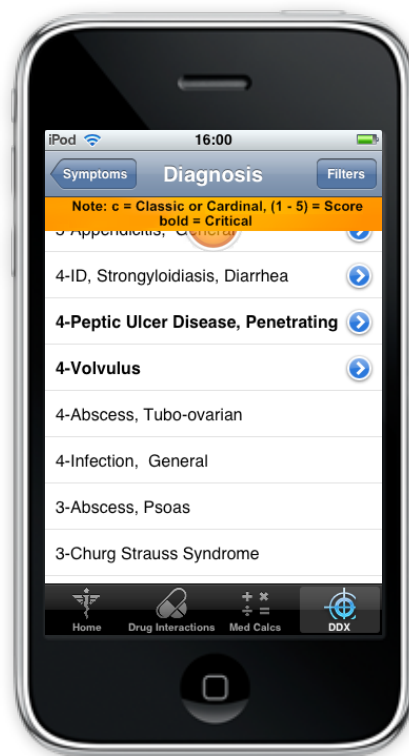 iPod 16:00
Symptoms Diagnosis Filters
Note: c = Classic or Cardinal, (1 - 5) = Score
bold = Critical
Appendicitis, General
4-ID, Strongyloidiasis, Diarrhea
4-Peptic Ulcer Disease, Penetrating
4-Volvulus
4-Abscess, Tubo-ovarian
4-Infection, General
3-Abscess, Psoas
3-Churg Strauss Syndrome
Home Drug Interactions Med Calcs DDX